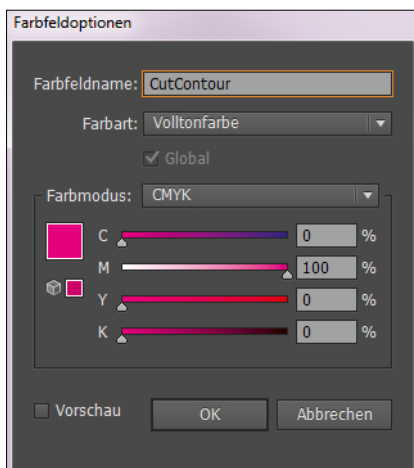 Farbfeldoptionen
Farbfeldname: CutContour
Farbart: Volltonfarbe
Global
Farbmodus: CMYK
C 0 %
M 100 %
Y 0 %
K 0 %
Vorschau OK Abbrechen